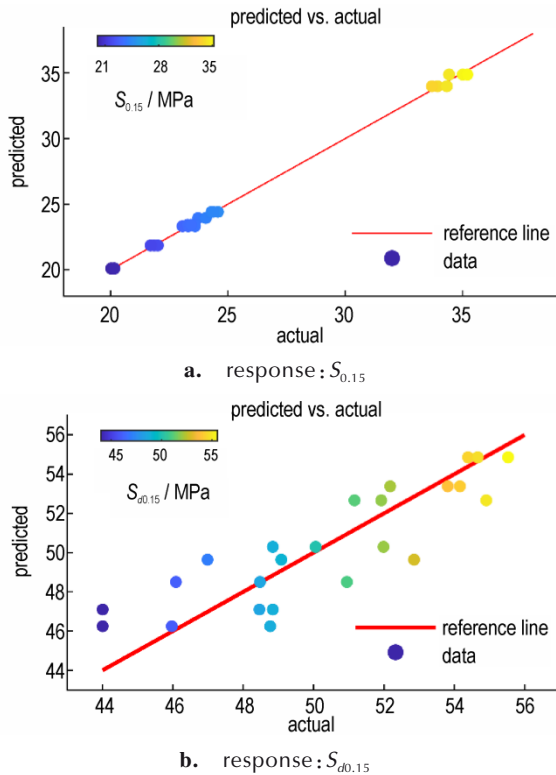 predicted vs. actual
21 28 35
S0.15 / MPa
35
30
25
20
predicted
reference line
data
20 25 30 35
actual
a. response: S0.15
predicted vs. actual
45 50 55
Sd0.15 / MPa
56
54
52
50
48
46
44
predicted
reference line
data
44 46 48 50 52 54 56
actual
b. response: Sd0.15